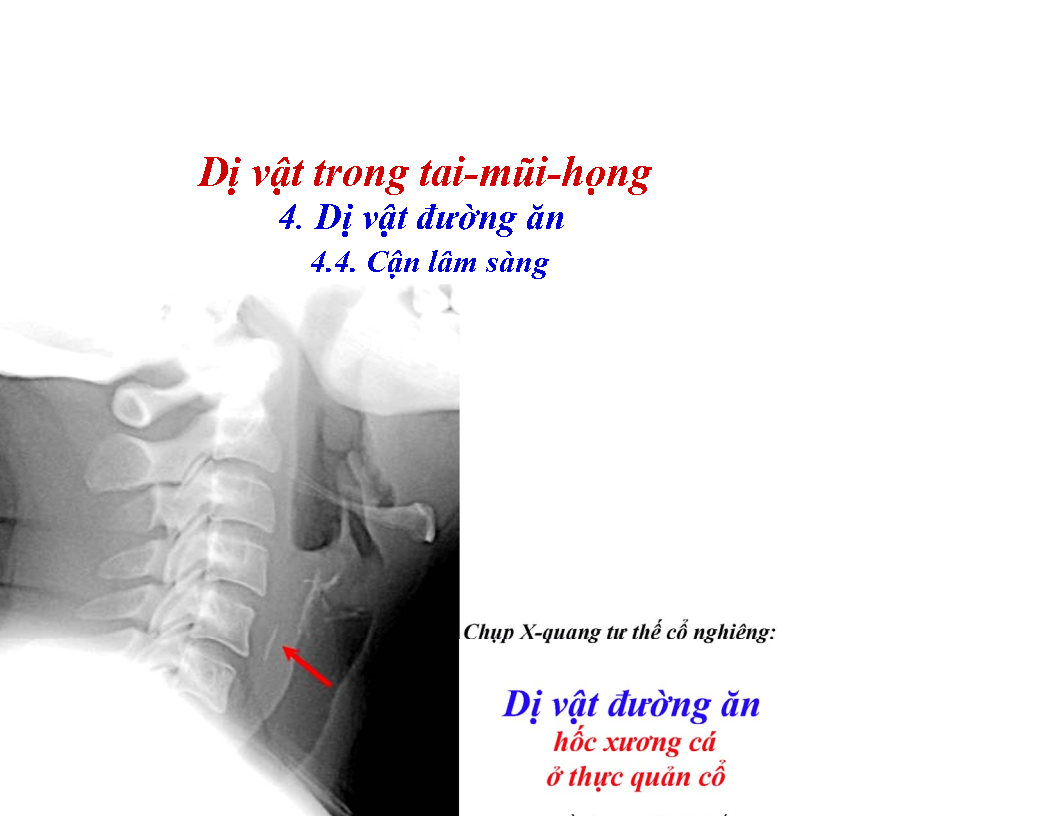 Dị vật trong tai-mũi-họng
4. Dị vật đường ăn
4.4. Cận lâm sàng
Chụp X-quang tư thế cổ nghiêng:
Dị vật đường ăn
hốc xương cá
ở thực quản cổ